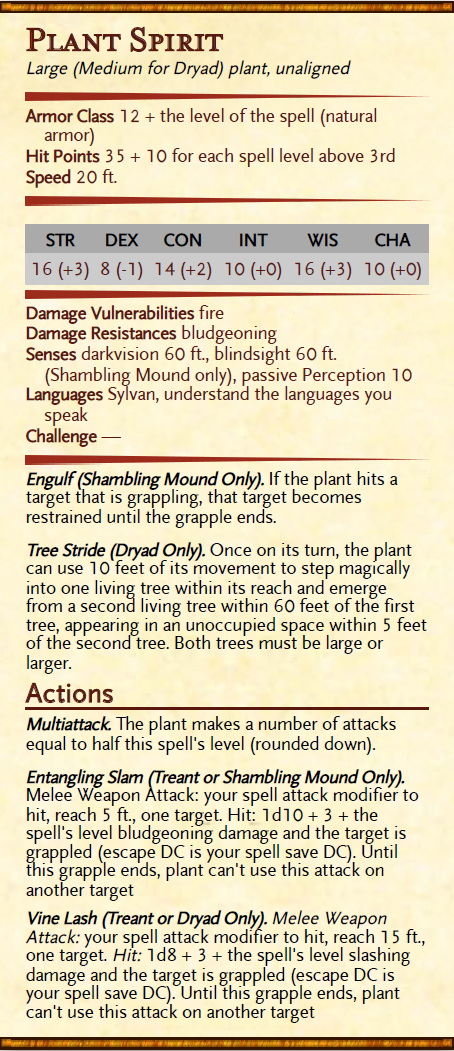 Plant Spirit
Large (Medium for Dryad) plant, unaligned
Armor Class 12 + the level of the spell (natural
armor)
Hit Points 35 + 10 for each spell level above 3rd
Speed 20 ft.
STR DEX CON INT WIS CHA
16 (+3) 8 (-1) 14 (+2) 10 (+0) 16 (+3) 10 (+0)
Damage Vulnerabilities fire
Damage Resistances bludgeoning
Senses darkvision 60 ft., blindsight 60 ft.
(Shambling Mound only), passive Perception 10
Languages Sylvan, understand the languages you
speak
Challenge —
Engulf (Shambling Mound Only). If the plant hits a
target that is grappling, that target becomes
restrained until the grapple ends.
Tree Stride (Dryad Only). Once on its turn, the plant
can use 10 feet of its movement to step magically
into one living tree within its reach and emerge
from a second living tree within 60 feet of the first
tree, appearing in an unoccupied space within 5 feet
of the second tree. Both trees must be large or
larger.
Actions
Multiattack. The plant makes a number of attacks
equal to half this spell's level (rounded down).
Entangling Slam (Treant or Shambling Mound Only).
Melee Weapon Attack: your spell attack modifier to
hit, reach 5 ft., one target. Hit: 1d10 + 3 + the
spell's level bludgeoning damage and the target is
grappled (escape DC is your spell save DC). Until
this grapple ends, plant can't use this attack on
another target
Vine Lash (Treant or Dryad Only). Melee Weapon
Attack: your spell attack modifier to hit, reach 15 ft.,
one target. Hit: 1d8 + 3 + the spell's level slashing
damage and the target is grappled (escape DC is
your spell save DC). Until this grapple ends, plant
can't use this attack on another target